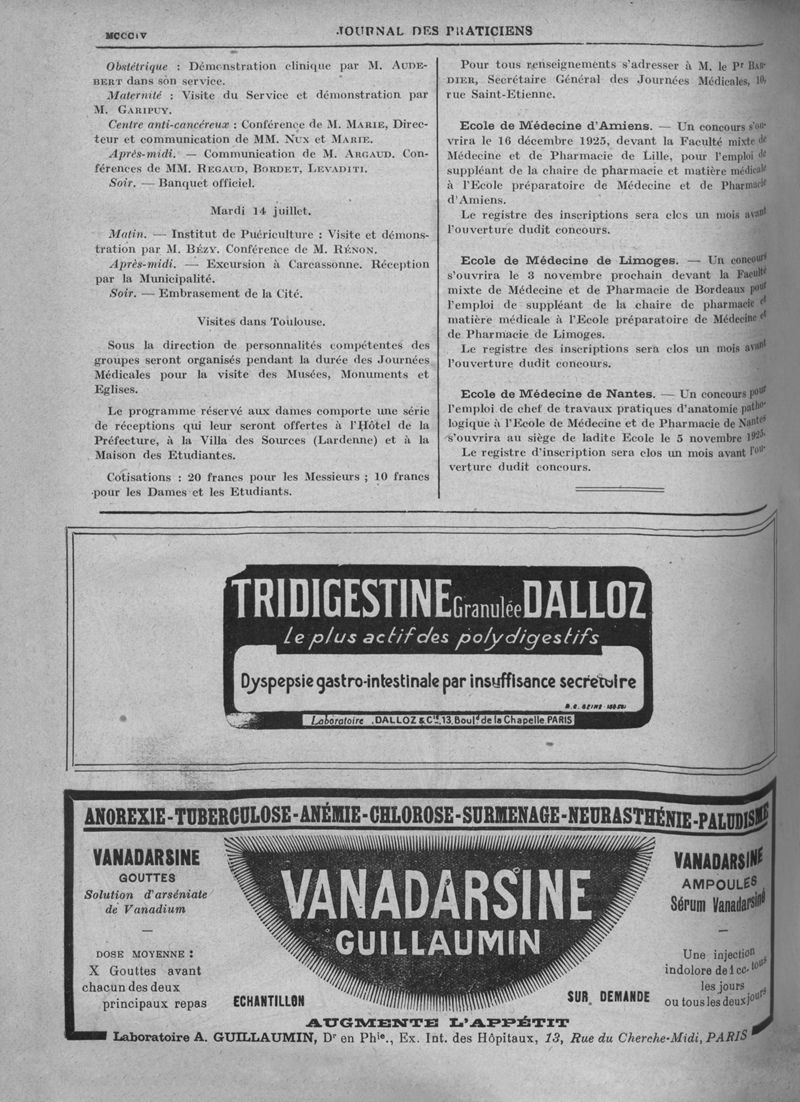 MCCCIV
JOURNAL DES PRATICIENS
Obstétrique : Démonstration clinique par M. AUDE-
BERT dans son service.
Maternité : Visite du Service et démonstration par
M. GARIPUY.
Centre anti-cancéreux : Conférence de M. MARIE, Direc-
teur et communication de MM. NUX et MARIE.
Après-midi. — Communication de M. ARGAUD. Con-
férences de MM. REGAUD, BORDET, LEVADITI.
Soir. — Banquet officiel.
Mardi 14 juillet.
Matin. — Institut de Puériculture : Visite et démons-
tration par M. BÉZY. Conférence de M. RÉNON.
Après-midi. — Excursion à Carcassonne. Réception
par la Municipalité.
Soir. — Embrasement de la Cité.
Visites dans Toulouse.
Sous la direction de personnalités compétentes des
groupes seront organisés pendant la durée des Journées
Médicales pour la visite des Musées, Monuments et
Eglises.
Le programme réservé aux dames comporte une série
de réceptions qui leur seront offertes à l'Hôtel de la
Préfecture, à la Villa des Sources (Lardenne) et à la
Maison des Etudiantes.
Cotisations : 20 francs pour les Messieurs ; 10 francs
pour les Dames et les Etudiants.
Pour tous renseignements s'adresser à M. le Pr BAR-
DIER, Secrétaire Général des Journées Médicales, 10,
rue Saint-Etienne.
Ecole de Médecine d'Amiens. — Un concours s'ou-
vrira le 16 décembre 1925, devant la Faculté mixte de
Médecine et de Pharmacie de Lille, pour l'emploi de
suppléant de la chaire de pharmacie et matière médicale
à l'Ecole préparatoire de Médecine et de Pharmacie
d'Amiens.
Le registre des inscriptions sera clos un mois avant
l'ouverture dudit concours.
Ecole de Médecine de Limoges. — Un concours
s'ouvrira le 3 novembre prochain devant la Faculté
mixte de Médecine et de Pharmacie de Bordeaux pour
l'emploi de suppléant de la chaire de pharmacie et
matière médicale à l'Ecole préparatoire de Médecine et
de Pharmacie de Limoges.
Le registre des inscriptions sera clos un mois avant
l'ouverture dudit concours.
Ecole de Médecine de Nantes. — Un concours pour
l'emploi de chef de travaux pratiques d'anatomie patho-
logique à l'Ecole de Médecine et de Pharmacie de Nantes
s'ouvrira au siège de ladite Ecole le 5 novembre 1925.
Le registre d'inscription sera clos un mois avant l'ou-
verture dudit concours.
TRIDIGESTINE Granulée DALLOZ
Le plus actif des polydigestifs
Dyspepsie gastro-intestinale par insuffisance secretoire
Laboratoire .DALLOZ & Cie. 13, Boul.d de la Chapelle PARIS
ANOREXIE-TUBERCULOSE-ANÉMIE-CHLOROSE-SURMENAGE-NEURASTHÉNIE-PALUDISME
VANADARSINE
GOUTTES
Solution d'arséniate
de Vanadium
—
DOSE MOYENNE :
X Gouttes avant
chacun des deux
principaux repas
VANADARSINE
GUILLAUMIN
ECHANTILLON
SUR DEMANDE
VANADARSINE
AMPOULES
Sérum Vanadarsiné
—
Une injection
indolore de 1 cc. tous
les jours
ou tous les deux jours
AUGMENTE L'APPÉTIT
Laboratoire A. GUILLAUMIN, Dr en Phie., Ex. Int. des Hôpitaux, 13, Rue du Cherche-Midi, PARIS